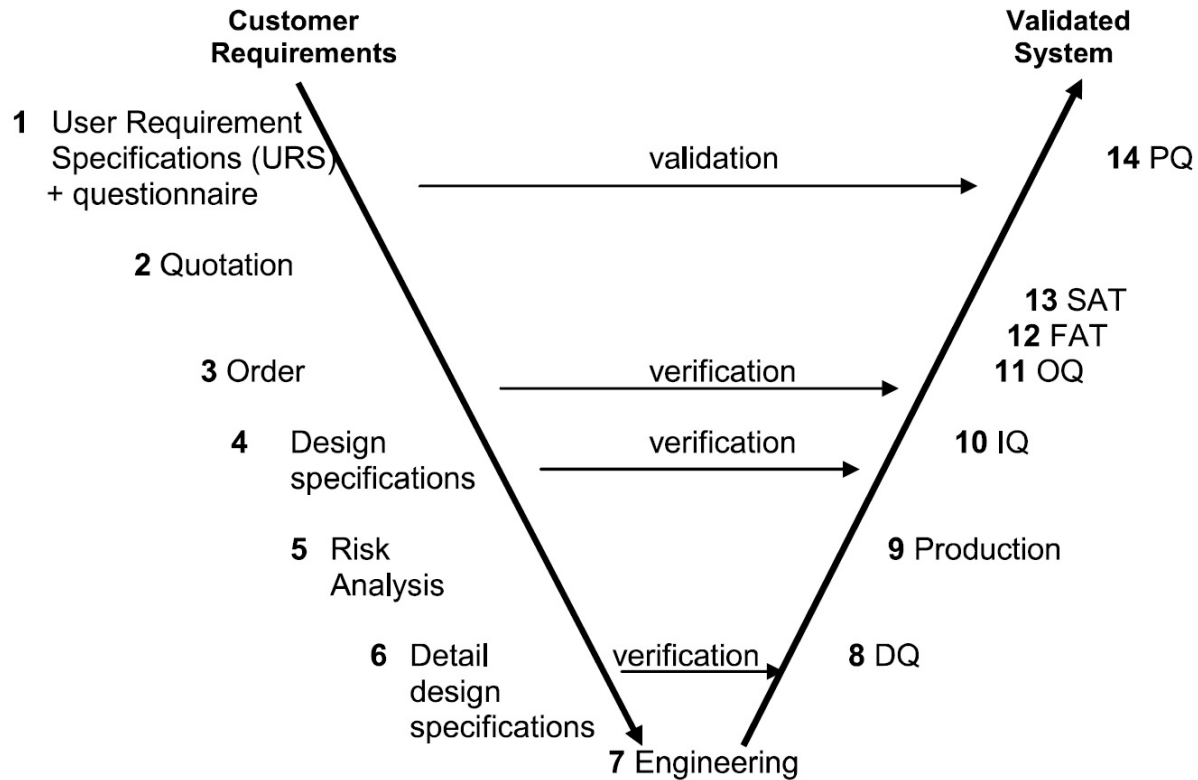 Customer
Requirements
Validated
System
1 User Requirement
Specifications (URS)
+ questionnaire
validation
14 PQ
2 Quotation
13 SAT
12 FAT
3 Order
verification
11 OQ
4 Design
specifications
verification
10 IQ
5 Risk
Analysis
9 Production
6 Detail
design
specifications
verification
8 DQ
7 Engineering